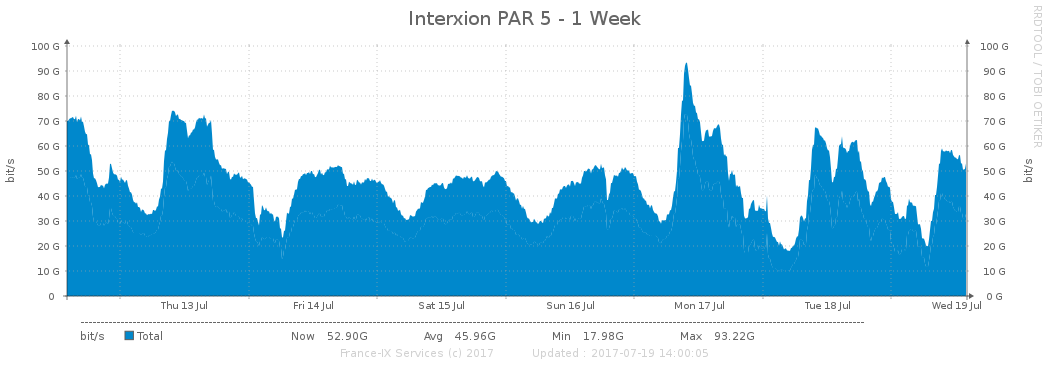 Interxion PAR 5 - 1 Week
RRDTOOL / TOBI OETIKER
bit/s
bit/s
100 G 100 G
90 G 90 G
80 G 80 G
70 G 70 G
60 G 60 G
50 G 50 G
40 G 40 G
30 G 30 G
20 G 20 G
10 G 10 G
0 0 G
Thu 13 Jul Fri 14 Jul Sat 15 Jul Sun 16 Jul Mon 17 Jul Tue 18 Jul Wed 19 Jul
bit/s Total Now 52.90G Avg 45.96G Min 17.98G Max 93.22G
France-IX Services (c) 2017 Updated : 2017-07-19 14:00:05